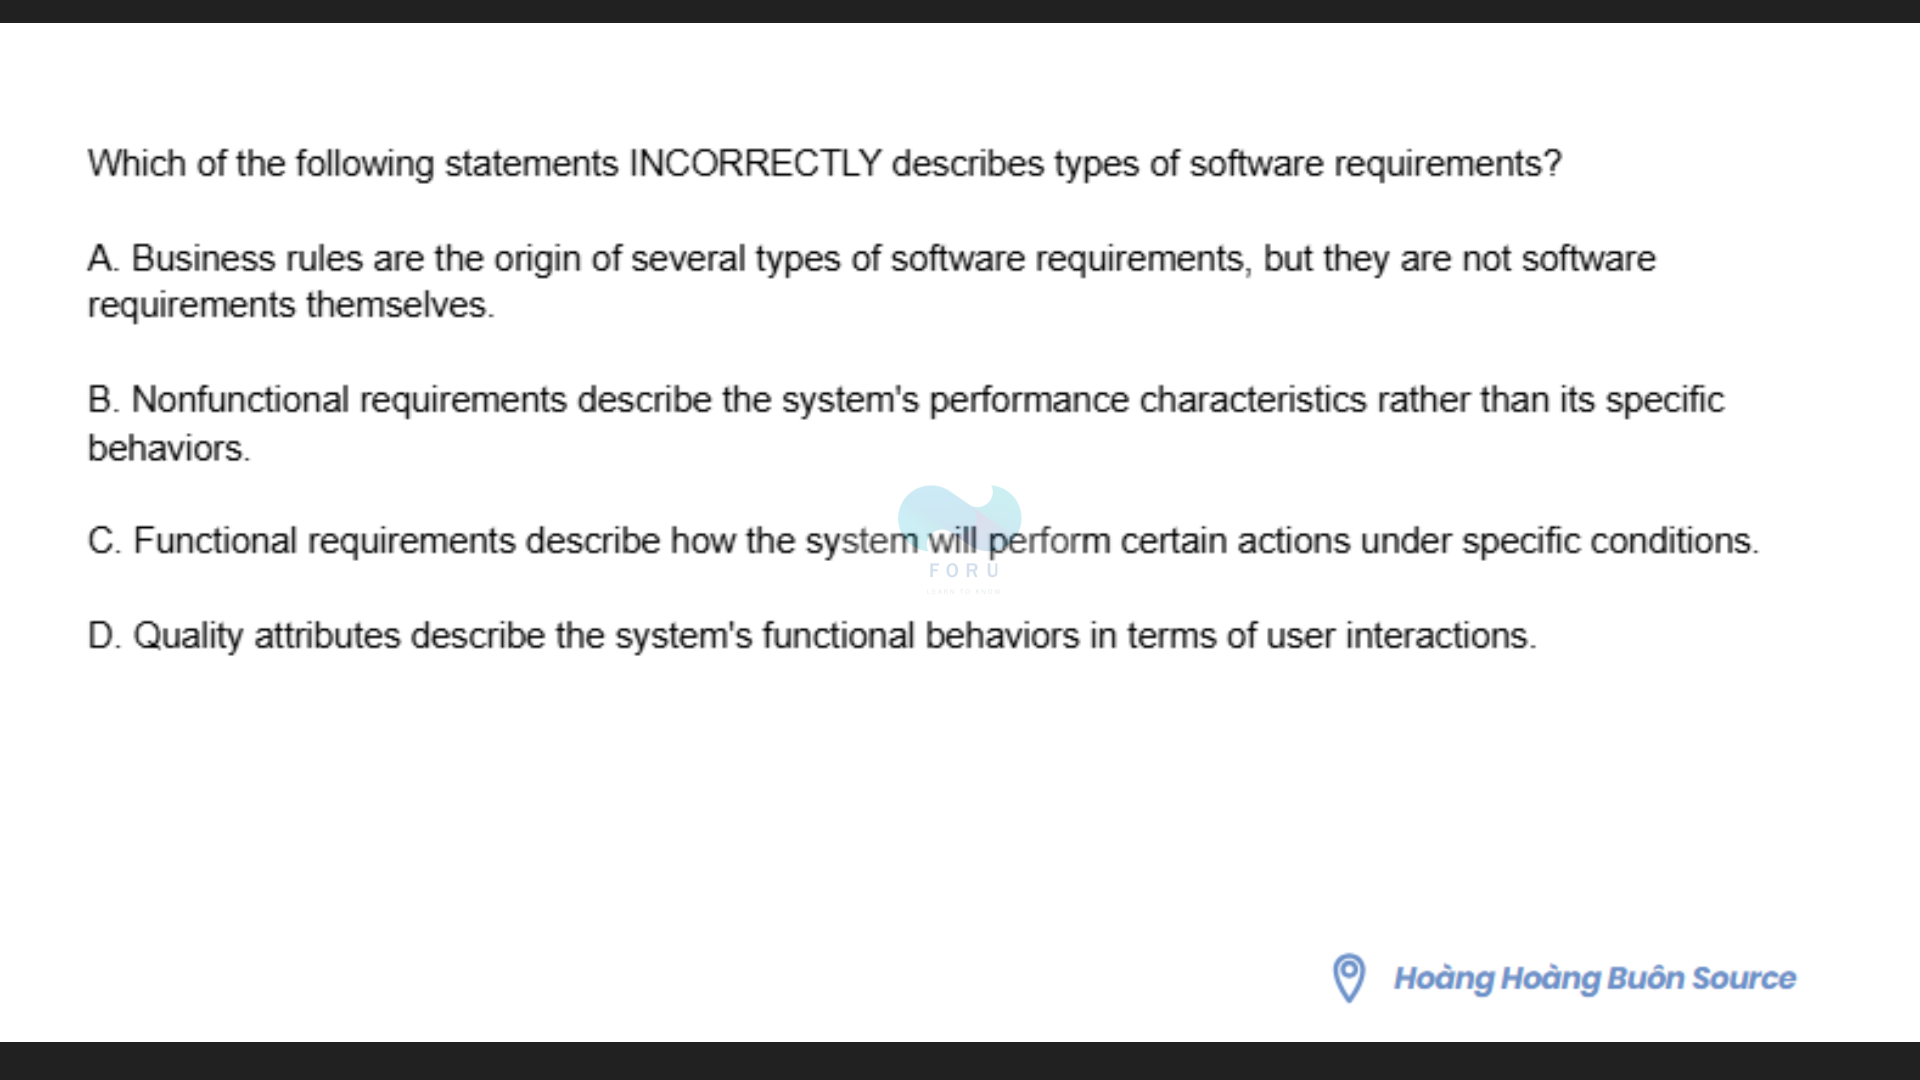 Which of the following statements INCORRECTLY describes types of software requirements?
A. Business rules are the origin of several types of software requirements, but they are not software
requirements themselves.
B. Nonfunctional requirements describe the system's performance characteristics rather than its specific
behaviors.
C. Functional requirements describe how the system will perform certain actions under specific conditions.
FORU
LEARN TO KNOW
D. Quality attributes describe the system's functional behaviors in terms of user interactions.
Hoàng Hoàng Buôn Source